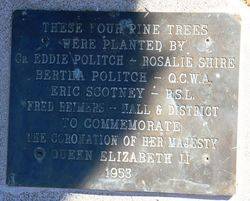 THESE FOUR PINE TREES
WERE PLANTED BY
CR EDDIE POLITCH - ROSALIE SHIRE
BERTHA POLITCH - Q.C.W.A.
ERIC SCOTNEY - R.S.L.
FRED REIMERS - HALL & DISTRICT
TO COMMEMORATE
THE CORONATION OF HER MAJESTY
QUEEN ELIZABETH II
1953